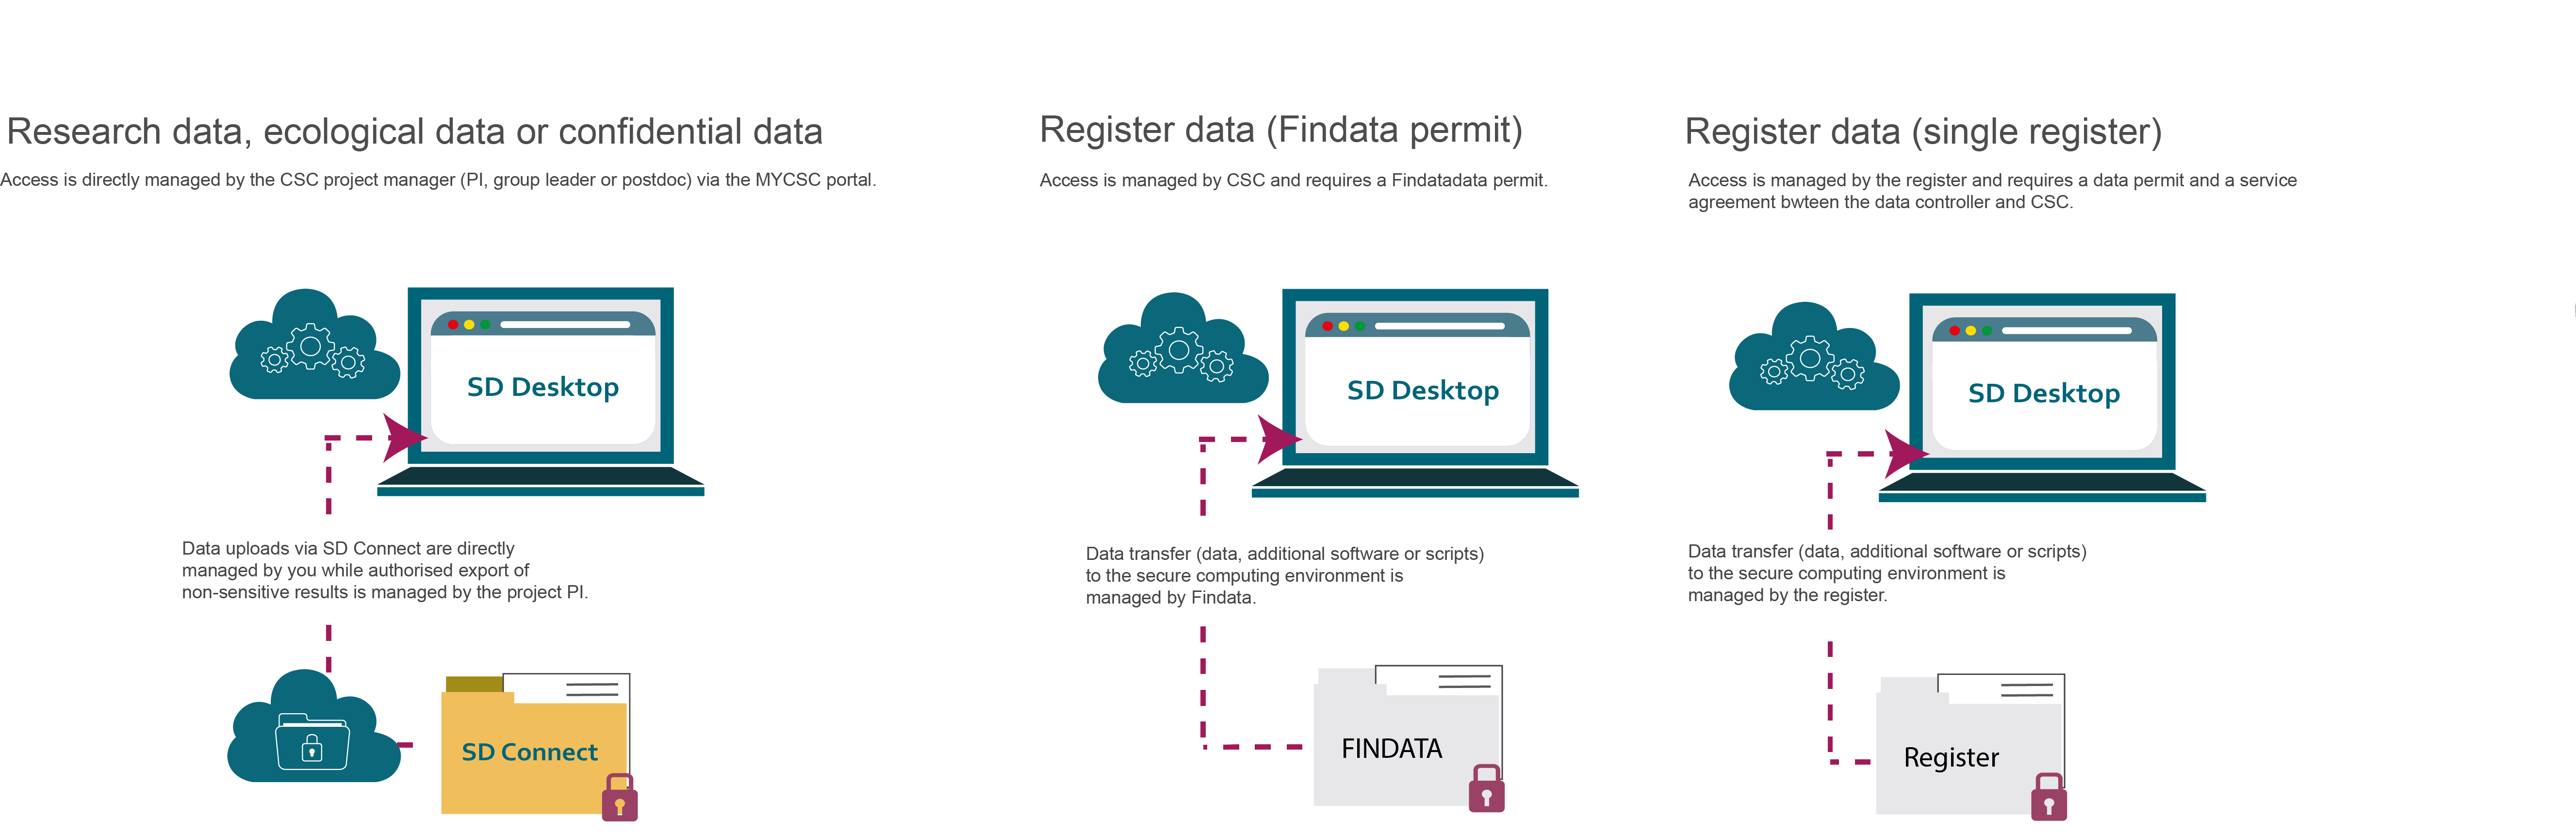 Research data, ecological data or confidential data
Access is directly managed by the CSC project manager (PI, group leader or postdoc) via the MYCSC portal.
SD Desktop
Data uploads via SD Connect are directly
managed by you while authorised export of
non-sensitive results is managed by the project PI.
SD Connect
Register data (Findata permit)
Access is managed by CSC and requires a Findatadata permit.
SD Desktop
Data transfer (data, additional software or scripts)
to the secure computing environment is
managed by Findata.
FINDATA
Register data (single register)
Access is managed by the register and requires a data permit and a service
agreement bwteen the data controller and CSC.
SD Desktop
Data transfer (data, additional software or scripts)
to the secure computing environment is
managed by the register.
Register